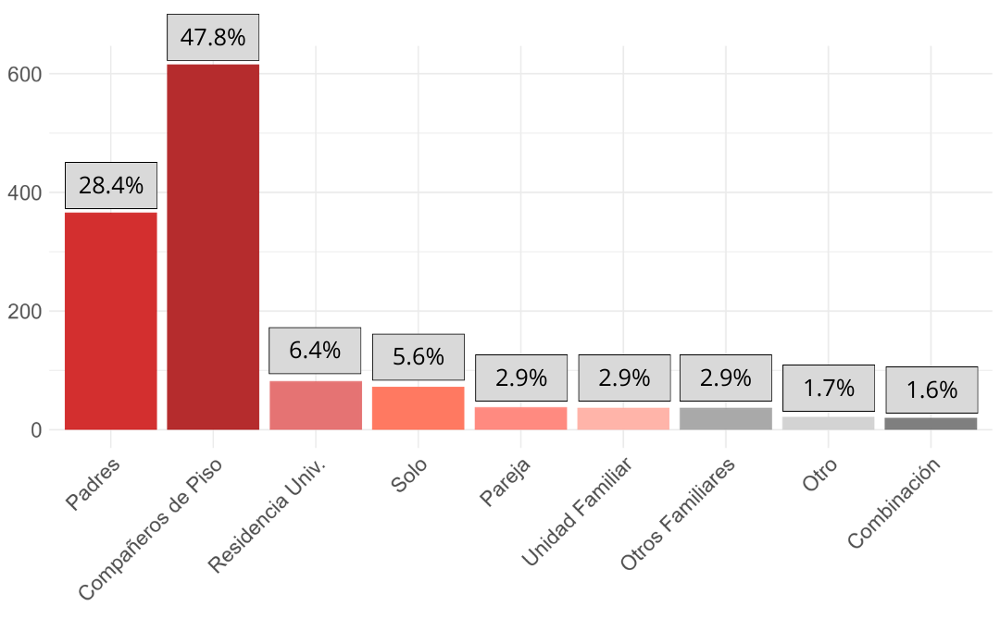 47.8%
600
28.4%
400
200
6.4%
5.6%
2.9%
2.9%
2.9%
1.7%
1.6%
0
Padres
Compañeros de Piso
Residencia Univ.
Solo
Pareja
Unidad Familiar
Otros Familiares
Otro
Combinación